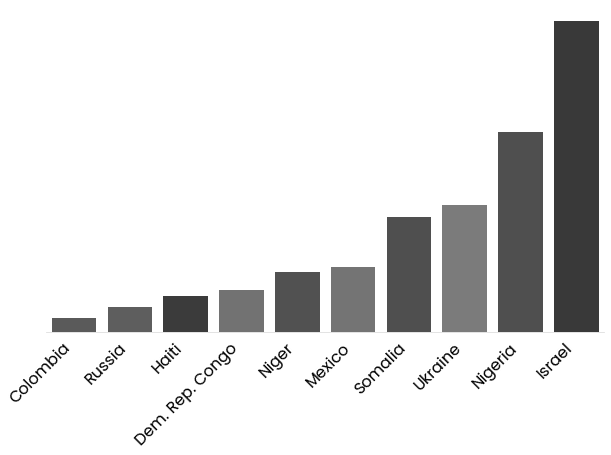 Colombia
Russia
Haiti
Dem. Rep. Congo
Niger
Mexico
Somalia
Ukraine
Nigeria
Israel